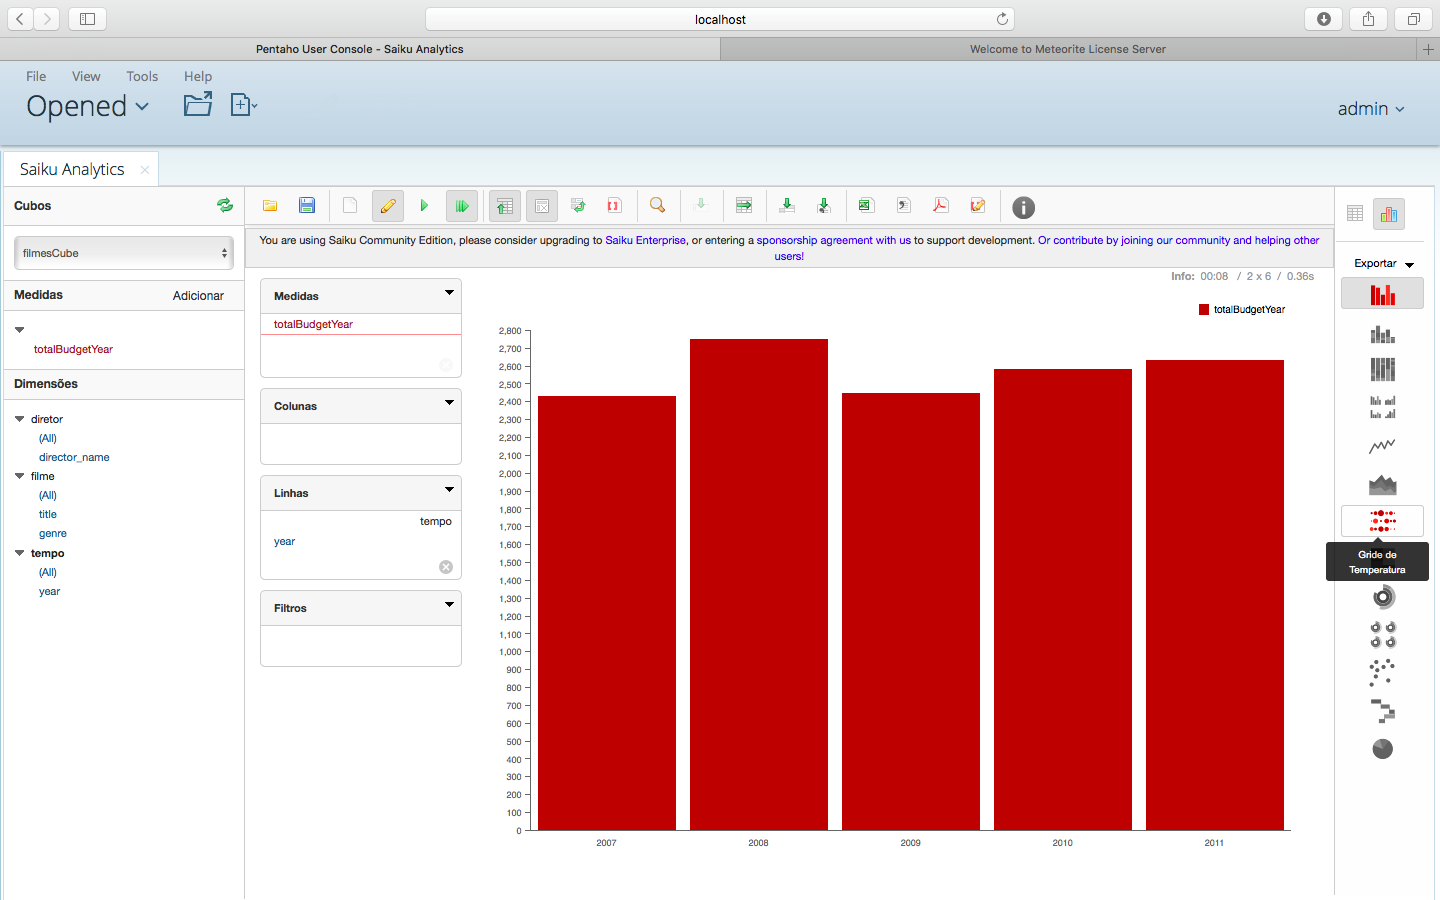 localhost
Pentaho User Console - Saiku Analytics
Welcome to Meteorite License Server
File View Tools Help
Opened
admin
Saiku Analytics
Cubos
You are using Saiku Community Edition, please consider upgrading to Saiku Enterprise, or entering a sponsorship agreement with us to support development. Or contribute by joining our community and helping other
users!
filmesCube
Medidas Adicionar
totalBudgetYear
Dimensões
diretor
(All)
director_name
filme
(All)
title
genre
tempo
(All)
year
Medidas
totalBudgetYear
Colunas
Linhas
tempo
year
Filtros
Info: 00:08 / 2 x 6 / 0.36s
totalBudgetYear
2,800
2,700
2,600
2,500
2,400
2,300
2,200
2,100
2,000
1,900
1,800
1,700
1,600
1,500
1,400
1,300
1,200
1,100
1,000
900
800
700
600
500
400
300
200
100
0
2007 2008 2009 2010 2011
Exportar
Gride de
Temperatura